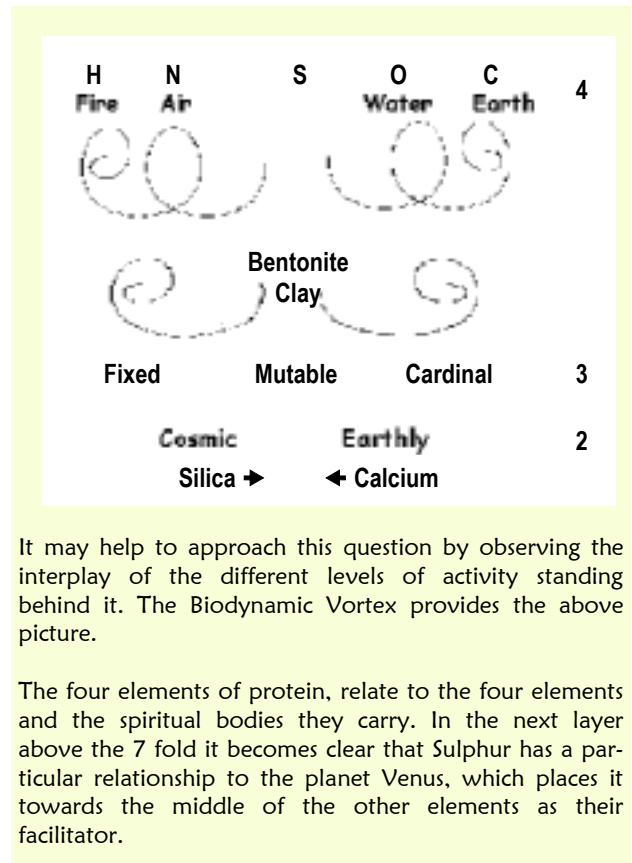 H N S O C
Fire Air Water Earth 4
Bentonite
Clay
Fixed Mutable Cardinal 3
Cosmic Earthly 2
Silica → ← Calcium
It may help to approach this question by observing the
interplay of the different levels of activity standing
behind it. The Biodynamic Vortex provides the above
picture.
The four elements of protein, relate to the four elements
and the spiritual bodies they carry. In the next layer
above the 7 fold it becomes clear that Sulphur has a par-
ticular relationship to the planet Venus, which places it
towards the middle of the other elements as their
facilitator.